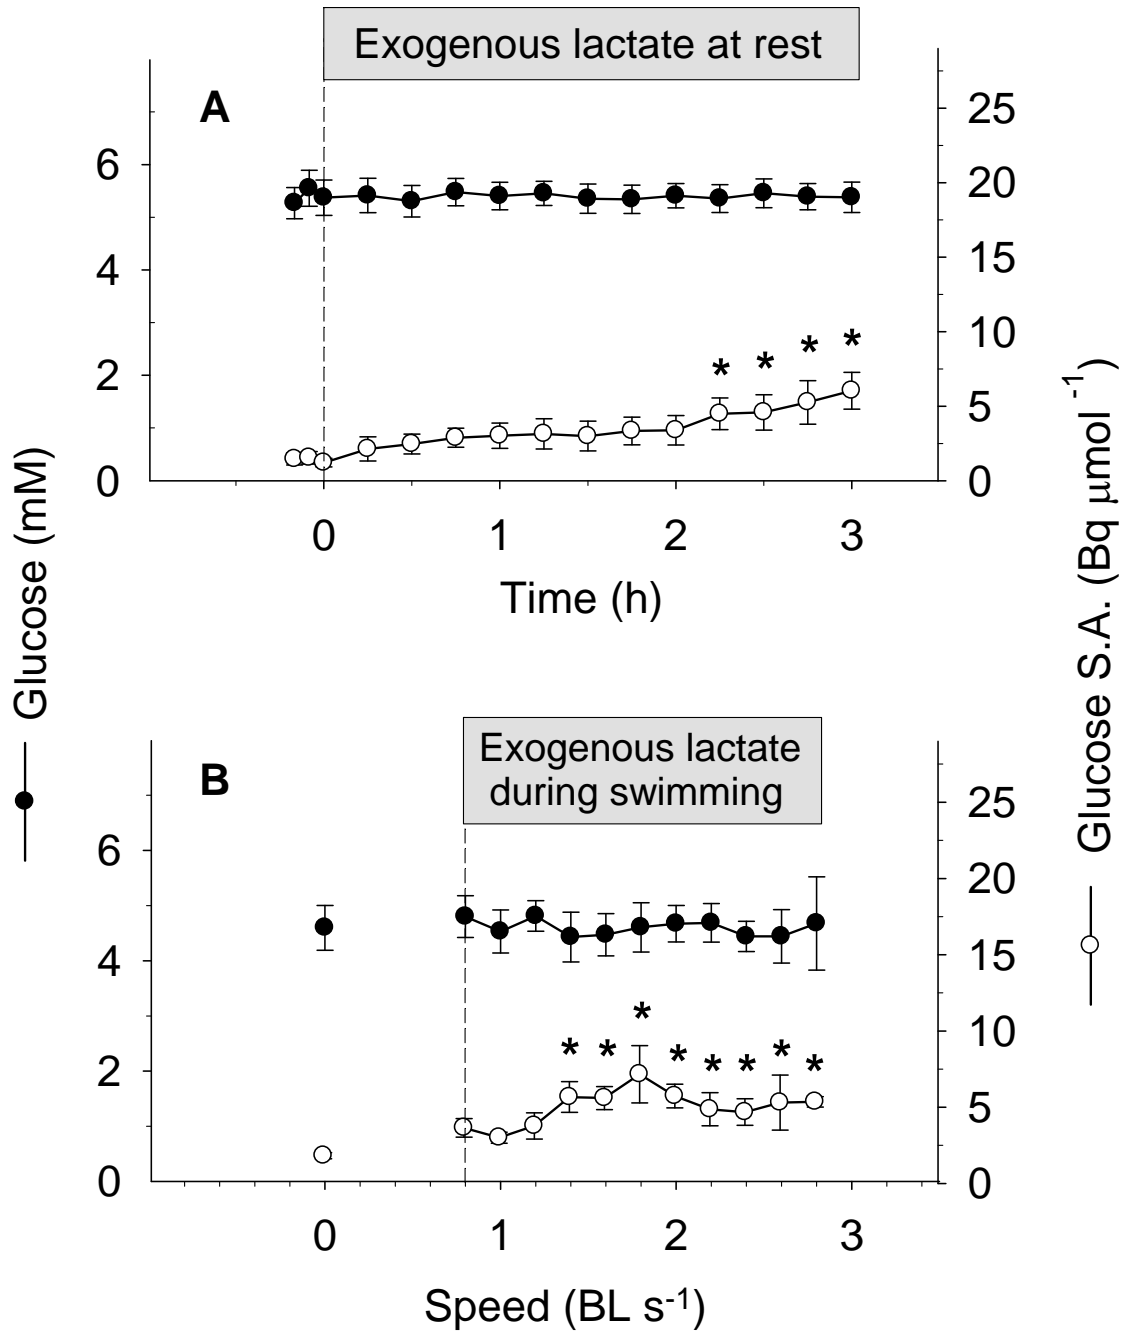 Exogenous lactate at rest
A
6
4
2
0
25
20
15
10
5
0
* * * *
0 1 2 3
Time (h)
Glucose (mM)
Glucose S.A. (Bq μmol -1)
Exogenous lactate
during swimming
B
6
4
2
0
25
20
15
10
5
0
* * * * * * * *
0 1 2 3
Speed (BL s-1)